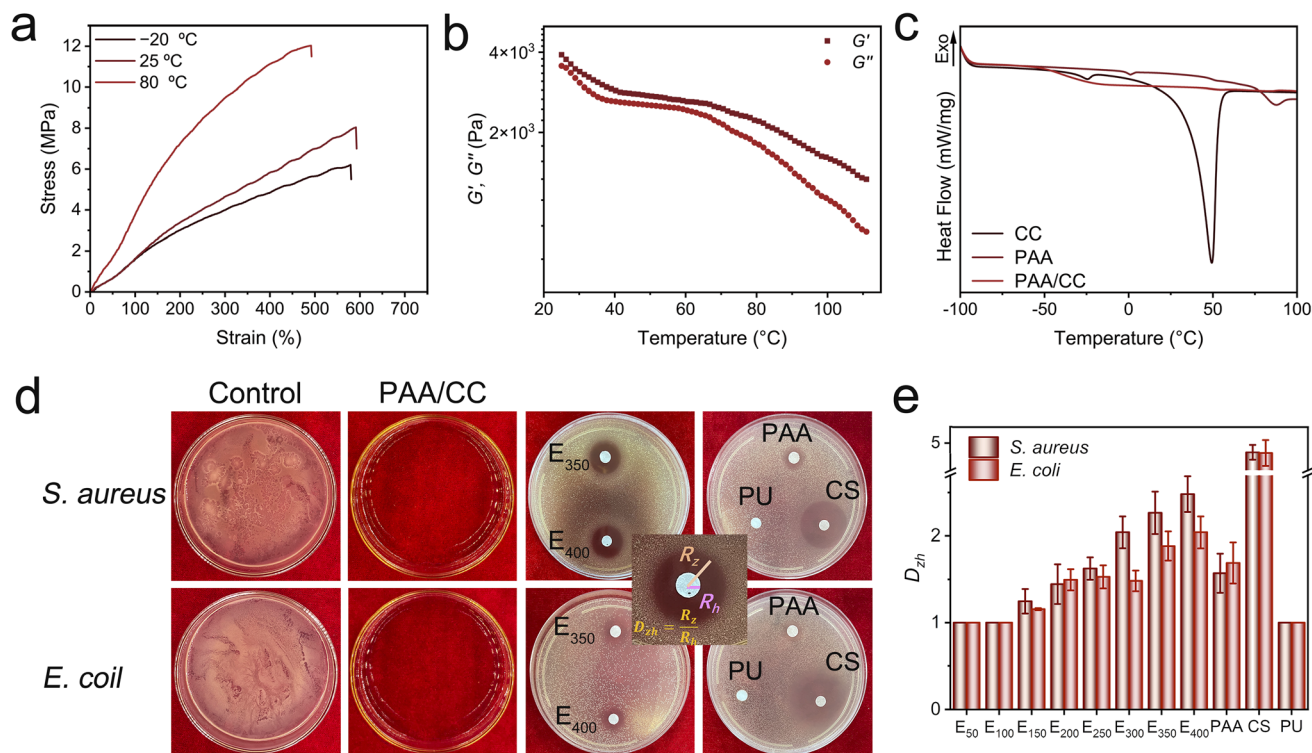 a
−20 ºC
25 ºC
80 ºC
12
10
8
6
4
2
0
Stress (MPa)
0 100 200 300 400 500 600 700
Strain (%)
b
G′
G″
4×10³
2×10³
G′, G″ (Pa)
20 40 60 80 100
Temperature (°C)
c
Exo
Heat Flow (mW/mg)
CC
PAA
PAA/CC
-100 -50 0 50 100
Temperature (°C)
d
Control PAA/CC
S. aureus
E350
E400
PAA
PU
CS
Rz
Rh
Dzh = Rz/Rh
E. coil
E350
E400
PAA
PU
CS
e
S. aureus
E. coli
5
2
1
0
Dzh
E50 E100 E150 E200 E250 E300 E350 E400 PAA CS PU